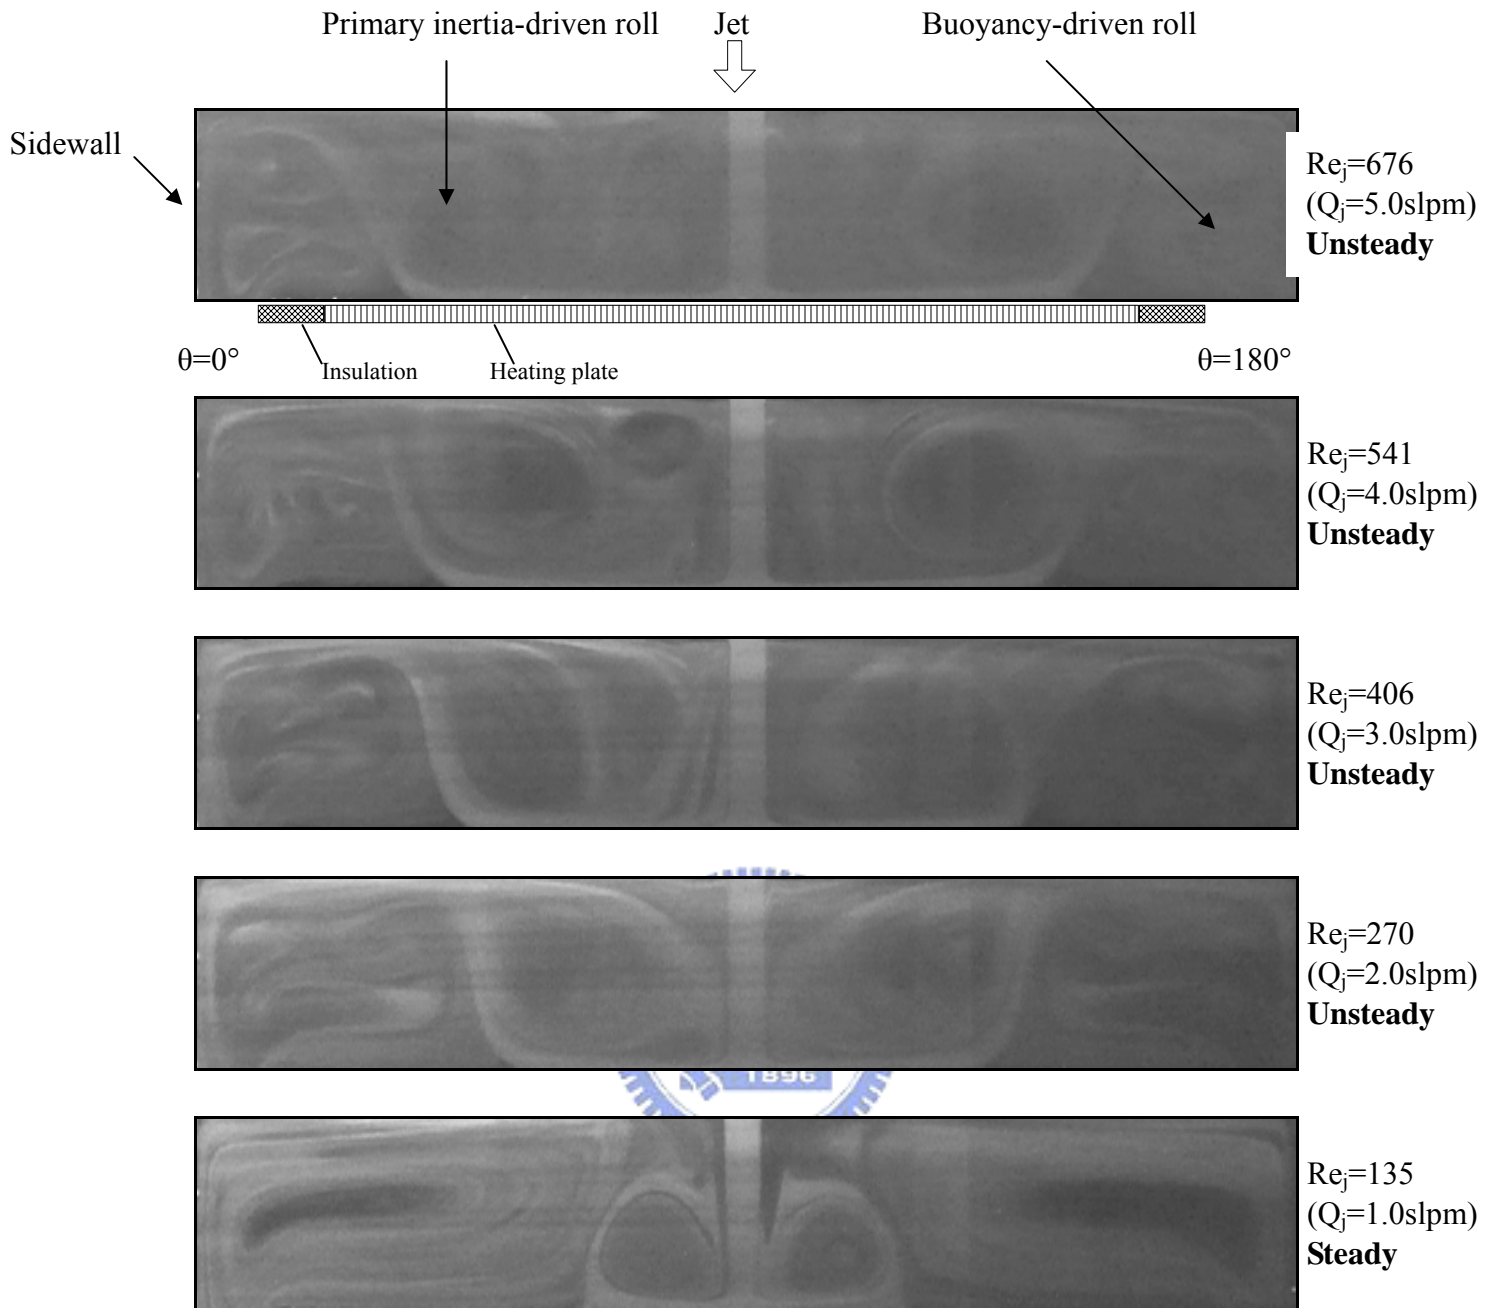 Primary inertia-driven roll
Jet
Buoyancy-driven roll
Sidewall
Reⱼ=676
(Qⱼ=5.0slpm)
Unsteady
θ=0°
Insulation
Heating plate
θ=180°
Reⱼ=541
(Qⱼ=4.0slpm)
Unsteady
Reⱼ=406
(Qⱼ=3.0slpm)
Unsteady
Reⱼ=270
(Qⱼ=2.0slpm)
Unsteady
1896
Reⱼ=135
(Qⱼ=1.0slpm)
Steady